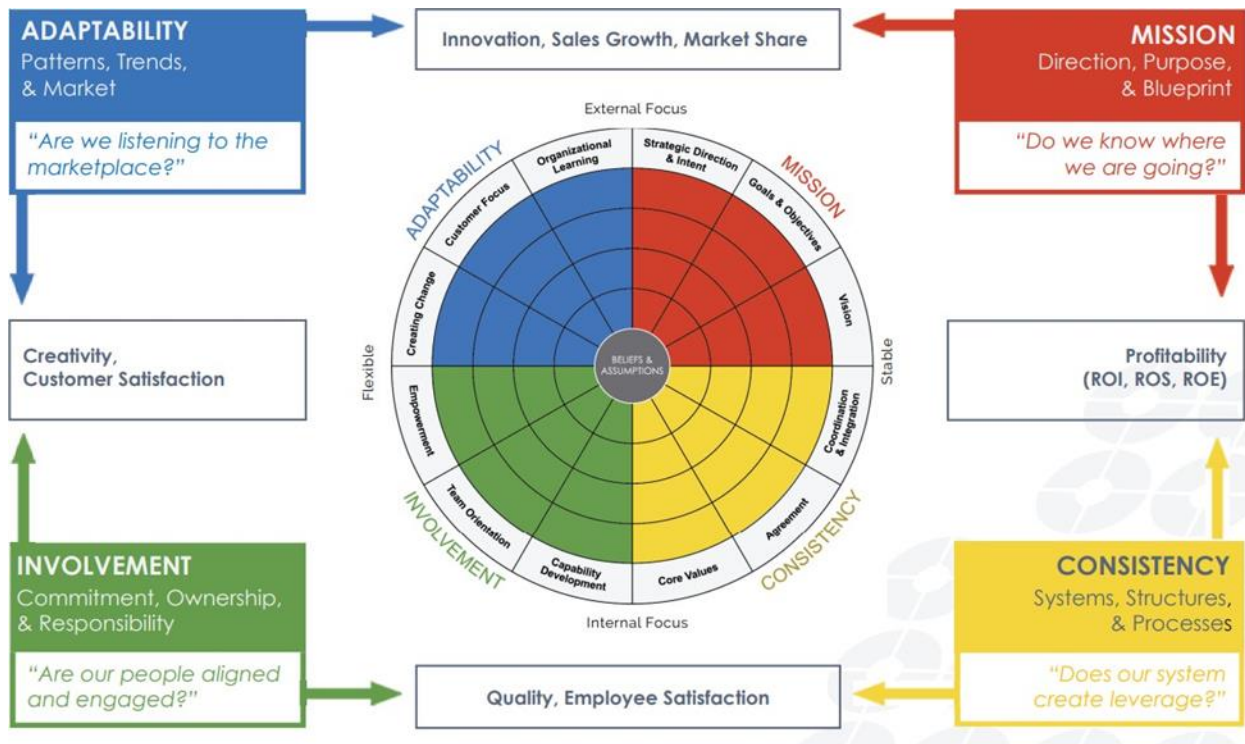 ADAPTABILITY
Patterns, Trends,
& Market
“Are we listening to the
marketplace?”
Innovation, Sales Growth, Market Share
MISSION
Direction, Purpose,
& Blueprint
“Do we know where
we are going?”
External Focus
ADAPTABILITY
MISSION
Creating Change
Customer Focus
Organizational
Learning
Strategic Direction
& Intent
Goals & Objectives
Vision
Creativity,
Customer Satisfaction
Flexible
BELIEFS &
ASSUMPTIONS
Stable
Profitability
(ROI, ROS, ROE)
Empowerment
Team Orientation
Capability
Development
Core Values
Agreement
Coordination
& Integration
INVOLVEMENT
CONSISTENCY
Internal Focus
INVOLVEMENT
Commitment, Ownership,
& Responsibility
“Are our people aligned
and engaged?”
Quality, Employee Satisfaction
CONSISTENCY
Systems, Structures,
& Processes
“Does our system
create leverage?”